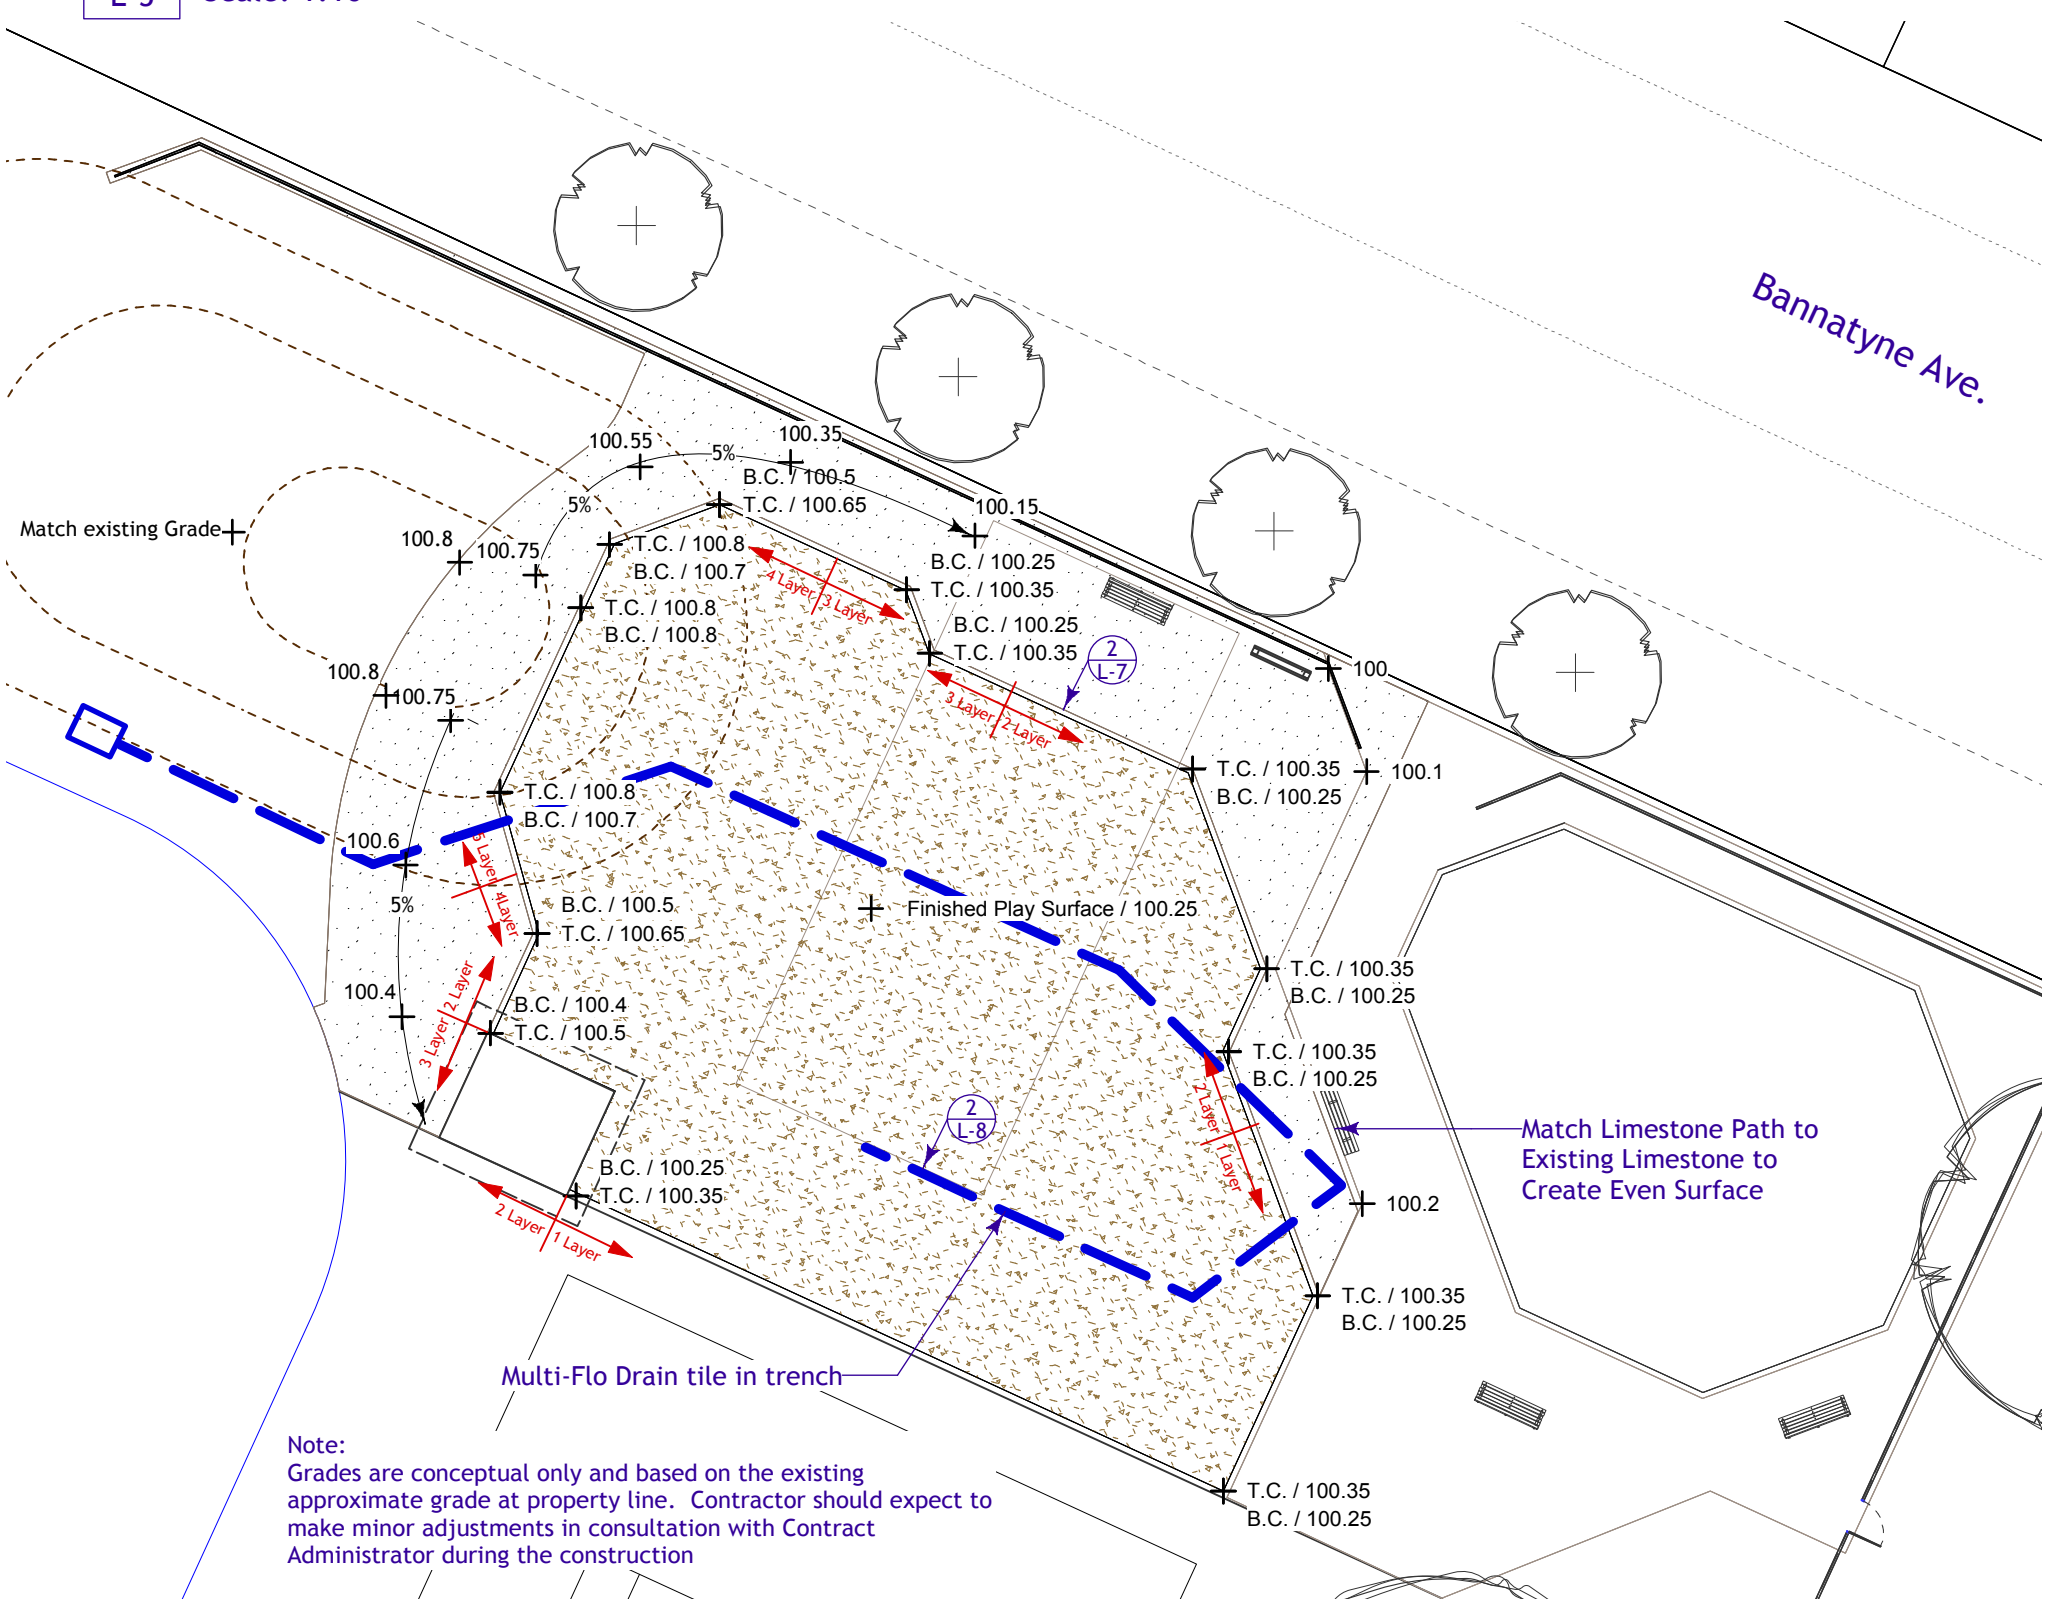 Bannatyne Ave.
100.55
100.35
5%
B.C. / 100.5
T.C. / 100.65
5%
100.15
Match existing Grade
100.8
100.75
T.C. / 100.8
B.C. / 100.7
4 Layer
3 Layer
B.C. / 100.25
T.C. / 100.35
T.C. / 100.8
B.C. / 100.8
B.C. / 100.25
T.C. / 100.35
2
L-7
100
100.8
100.75
3 Layer
2 Layer
T.C. / 100.35
B.C. / 100.25
100.1
T.C. / 100.8
B.C. / 100.7
100.6
5 Layer
4Layer
5%
B.C. / 100.5
T.C. / 100.65
Finished Play Surface / 100.25
T.C. / 100.35
B.C. / 100.25
100.4
3 Layer
2 Layer
B.C. / 100.4
T.C. / 100.5
T.C. / 100.35
B.C. / 100.25
2
L-8
2 Layer
1 Layer
Match Limestone Path to
Existing Limestone to
Create Even Surface
B.C. / 100.25
T.C. / 100.35
100.2
2 Layer
1 Layer
T.C. / 100.35
B.C. / 100.25
Multi-Flo Drain tile in trench
T.C. / 100.35
B.C. / 100.25
Note:
Grades are conceptual only and based on the existing
approximate grade at property line. Contractor should expect to
make minor adjustments in consultation with Contract
Administrator during the construction